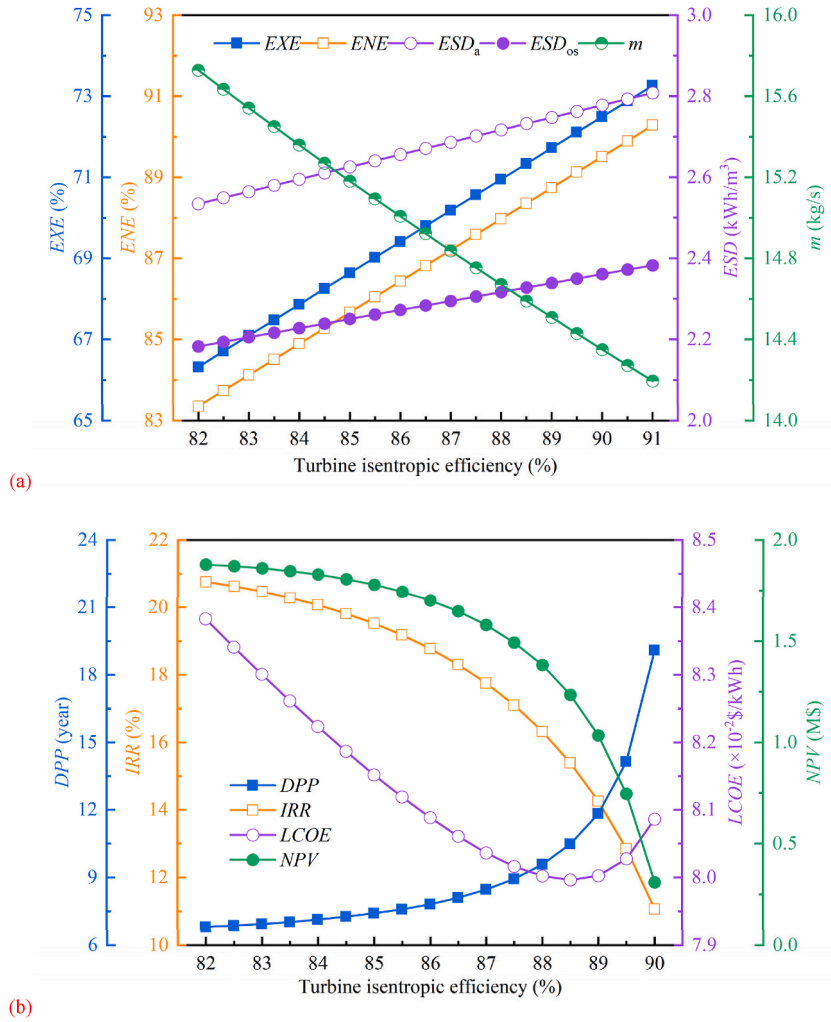 75
93
3.0
16.0
EXE
ENE
ESDa
ESDos
m
73
91
2.8
15.6
71
89
2.6
15.2
EXE (%)
ENE (%)
ESD (kWh/m³)
m (kg/s)
69
87
2.4
14.8
67
85
2.2
14.4
65
83
2.0
14.0
82 83 84 85 86 87 88 89 90 91
Turbine isentropic efficiency (%)
(a)
24
22
8.5
2.0
21
20
8.4
1.5
18
18
8.3
8.2
DPP (year)
IRR (%)
LCOE (×10⁻²$/kWh)
NPV (M$)
15
16
1.0
12
14
8.1
0.5
9
12
8.0
6
10
7.9
0.0
DPP
IRR
LCOE
NPV
82 83 84 85 86 87 88 89 90
Turbine isentropic efficiency (%)
(b)